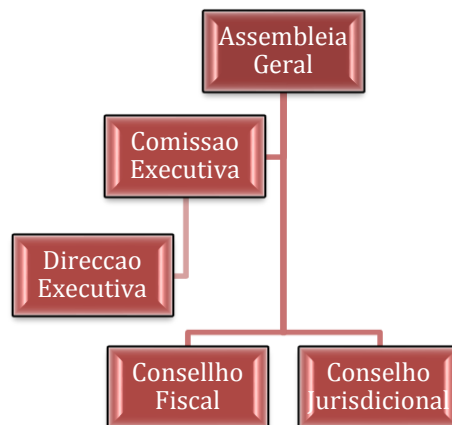 Assembleia
Geral
Comissao
Executiva
Direccao
Executiva
Consellho
Fiscal
Conselho
Jurisdicional